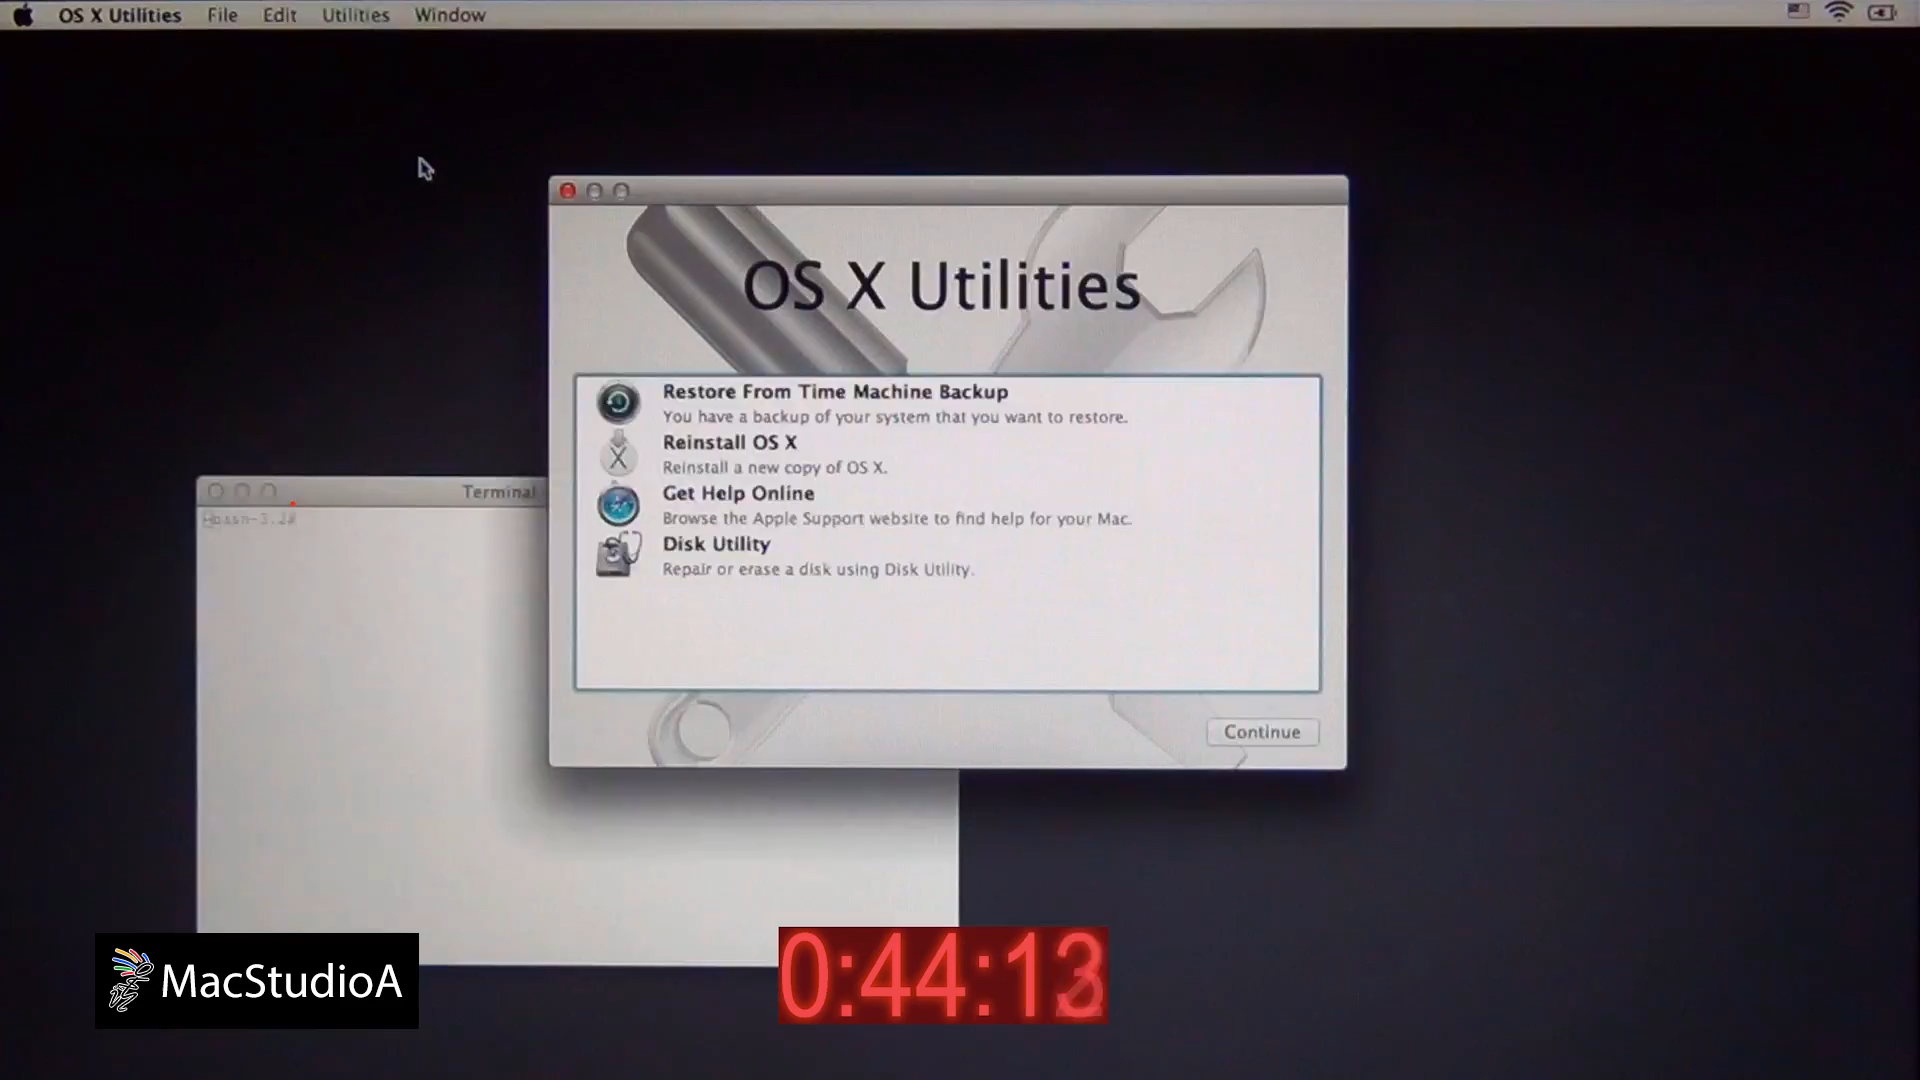 OS X Utilities File Edit Utilities Window
OS X Utilities
Restore From Time Machine Backup
You have a backup of your system that you want to restore.
Reinstall OS X
Reinstall a new copy of OS X.
Get Help Online
Browse the Apple Support website to find help for your Mac.
Disk Utility
Repair or erase a disk using Disk Utility.
Continue
Terminal
-bash-3.2#
MacStudioA